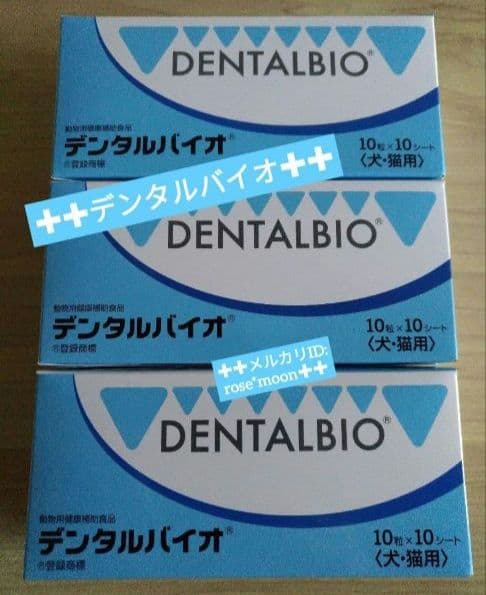 DENTALBIO®
動物用健康補助食品
デンタルバイオ®
®登録商標
10粒×10シート
〈犬・猫用〉
✚✚デンタルバイオ✚✚
DENTALBIO®
動物用健康補助食品
デンタルバイオ®
®登録商標
10粒×10シート
〈犬・猫用〉
✚✚メルカリID:
rose*moon✚✚
DENTALBIO®
動物用健康補助食品
デンタルバイオ®
®登録商標
10粒×10シート
〈犬・猫用〉